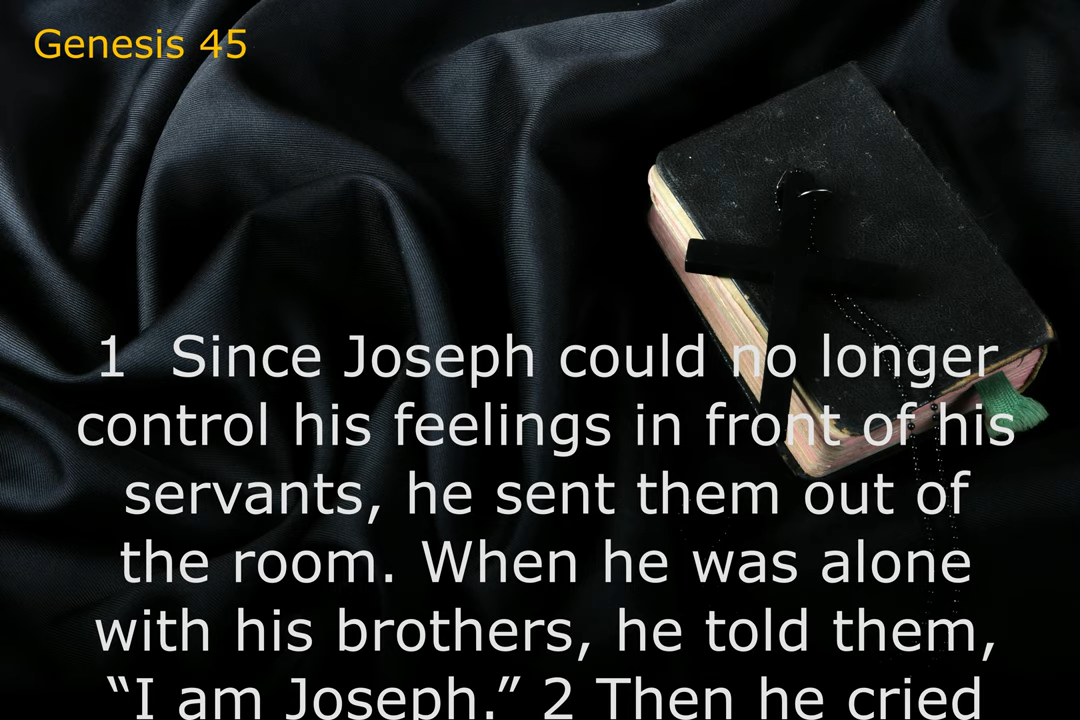 Genesis 45
1 Since Joseph could no longer
control his feelings in front of his
servants, he sent them out of
the room. When he was alone
with his brothers, he told them,
“I am Joseph.” 2 Then he cried